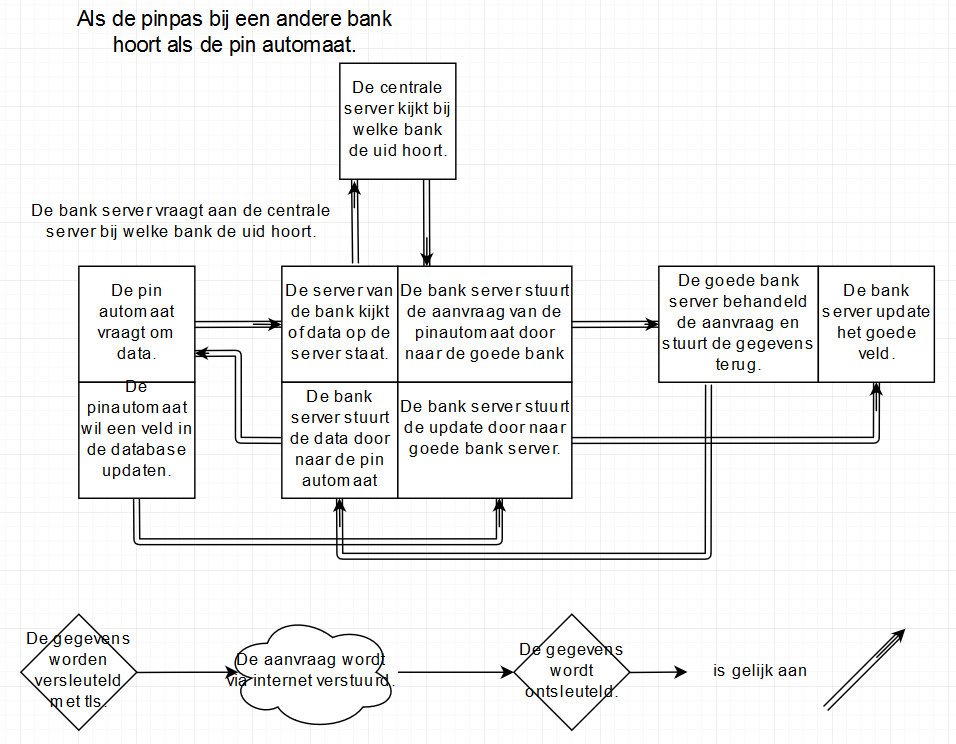 Als de pinpas bij een andere bank
hoort als de pin automaat.
De centrale
server kijkt bij
welke bank
de uid hoort.
De bank server vraagt aan de centrale
server bij welke bank de uid hoort.
De pin
automaat
vraagt om
data.
De server van
de bank kijkt
of data op de
server staat.
De bank server stuurt
de aanvraag van de
pinautomaat door
naar de goede bank
De goede bank
server behandeld
de aanvraag en
stuurt de gegevens
terug.
De bank
server update
het goede
veld.
De
pinautomaat
wil een veld in
de database
updaten.
De bank
server stuurt
de data door
naar de pin
automaat
De bank server stuurt
de update door naar
goede bank server.
De gegevens
worden
versleuteld
met tls.
De aanvraag wordt
via internet verstuurd.
De gegevens
wordt
ontsleuteld.
is gelijk aan